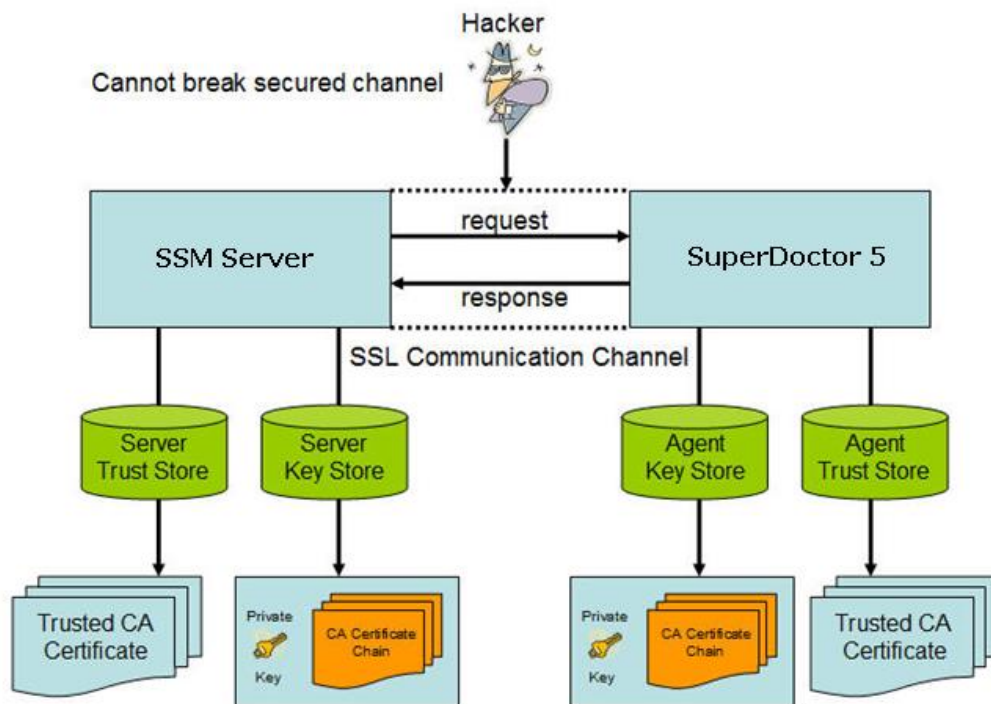 Hacker
Cannot break secured channel
SSM Server
request
response
SuperDoctor 5
SSL Communication Channel
Server
Trust Store
Server
Key Store
Agent
Key Store
Agent
Trust Store
Trusted CA
Certificate
Private
Key
CA Certificate
Chain
Private
Key
CA Certificate
Chain
Trusted CA
Certificate